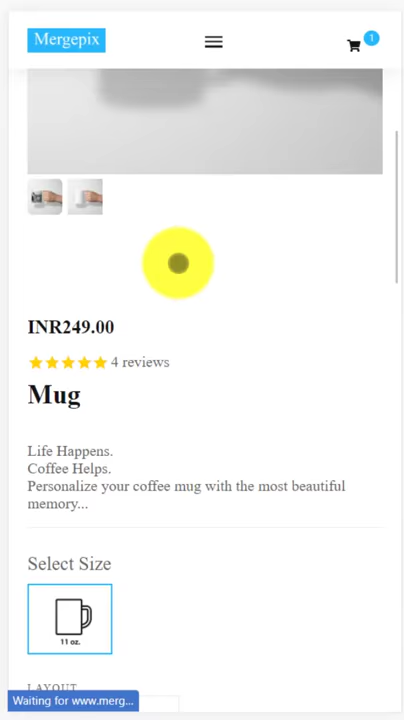 Mergepix
1
INR249.00
4 reviews
Mug
Life Happens.
Coffee Helps.
Personalize your coffee mug with the most beautiful
memory...
Select Size
11 oz.
LAYOUT
Waiting for www.merg...